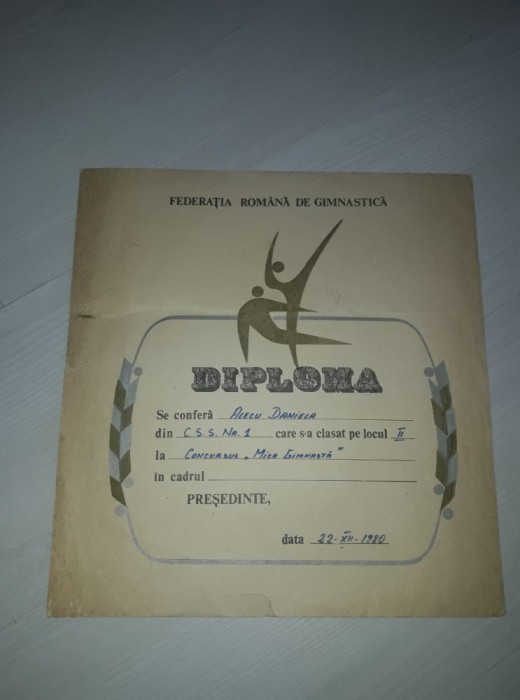 FEDERAȚIA ROMÂNĂ DE GIMNASTICĂ
DIPLOMA
Se conferă Alecu Daniela
din C.S.S. No. 1 care s-a clasat pe locul II
la Concursul „Mica Gimnastă"
în cadrul
PREȘEDINTE,
data 22-XII-1980